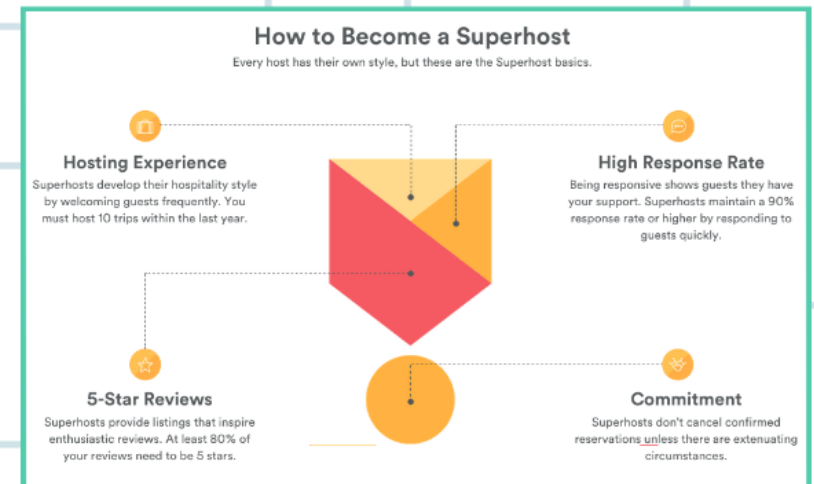 How to Become a Superhost
Every host has their own style, but these are the Superhost basics.
Hosting Experience
Superhosts develop their hospitality style
by welcoming guests frequently. You
must host 10 trips within the last year.
High Response Rate
Being responsive shows guests they have
your support. Superhosts maintain a 90%
response rate or higher by responding to
guests quickly.
5-Star Reviews
Superhosts provide listings that inspire
enthusiastic reviews. At least 80% of
your reviews need to be 5 stars.
Commitment
Superhosts don't cancel confirmed
reservations unless there are extenuating
circumstances.